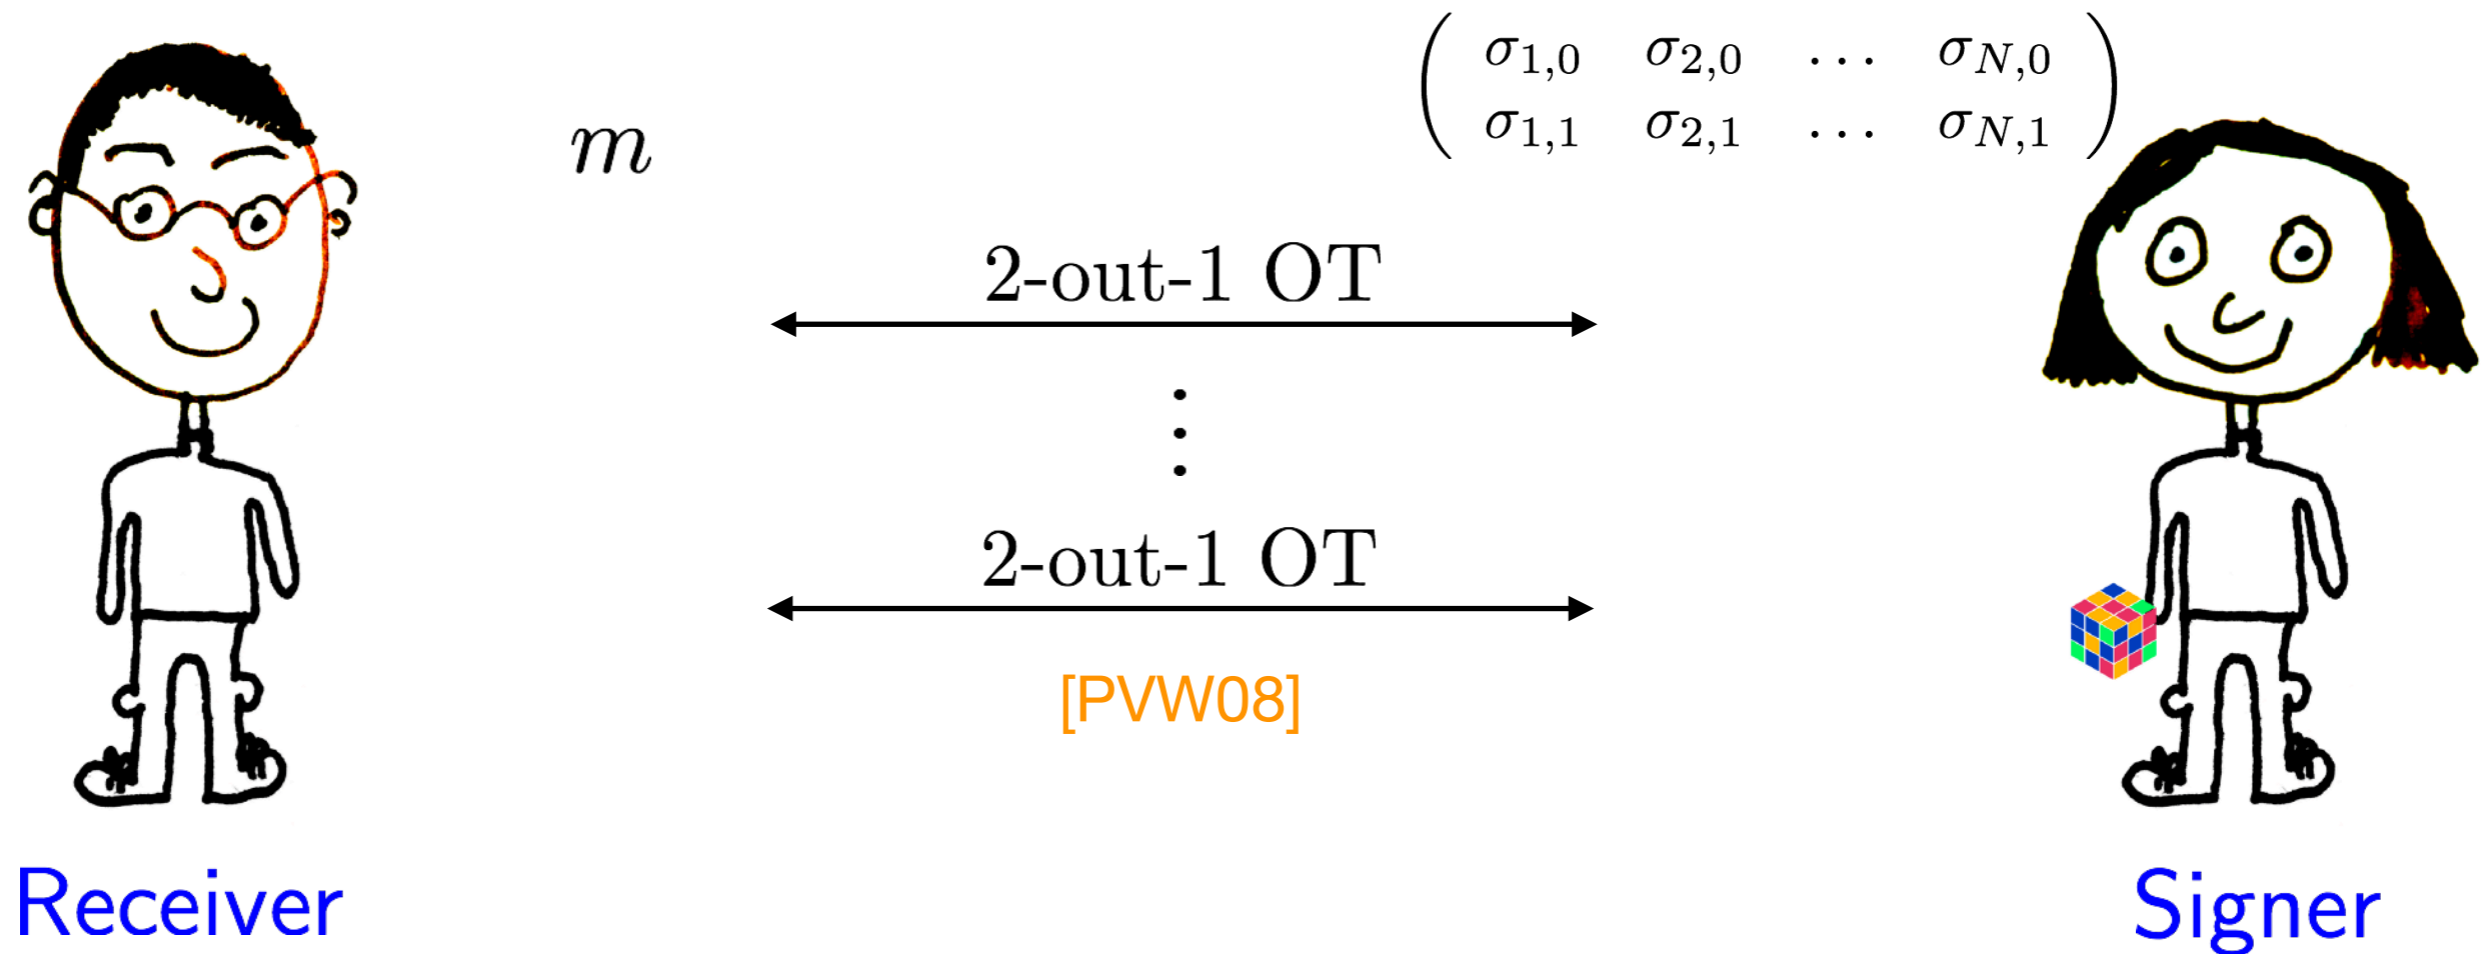 m
σ1,0 σ2,0 … σN,0
σ1,1 σ2,1 … σN,1
2-out-1 OT
⋮
2-out-1 OT
[PVW08]
Receiver
Signer